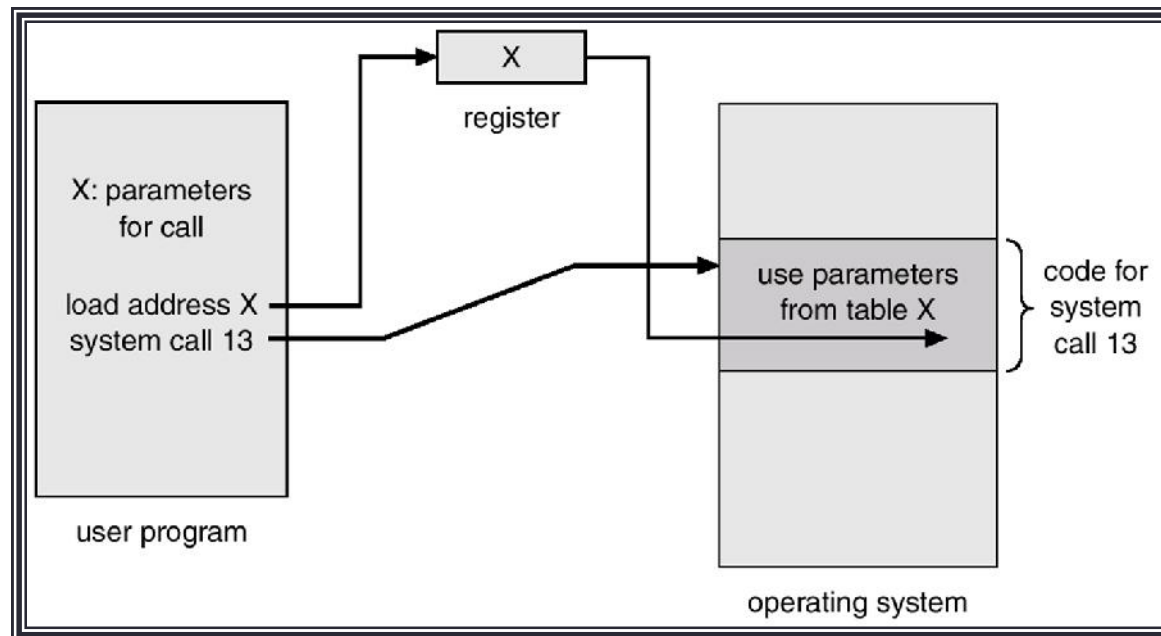 X
register
X: parameters
for call
load address X
system call 13
user program
use parameters
from table X
code for
system
call 13
operating system